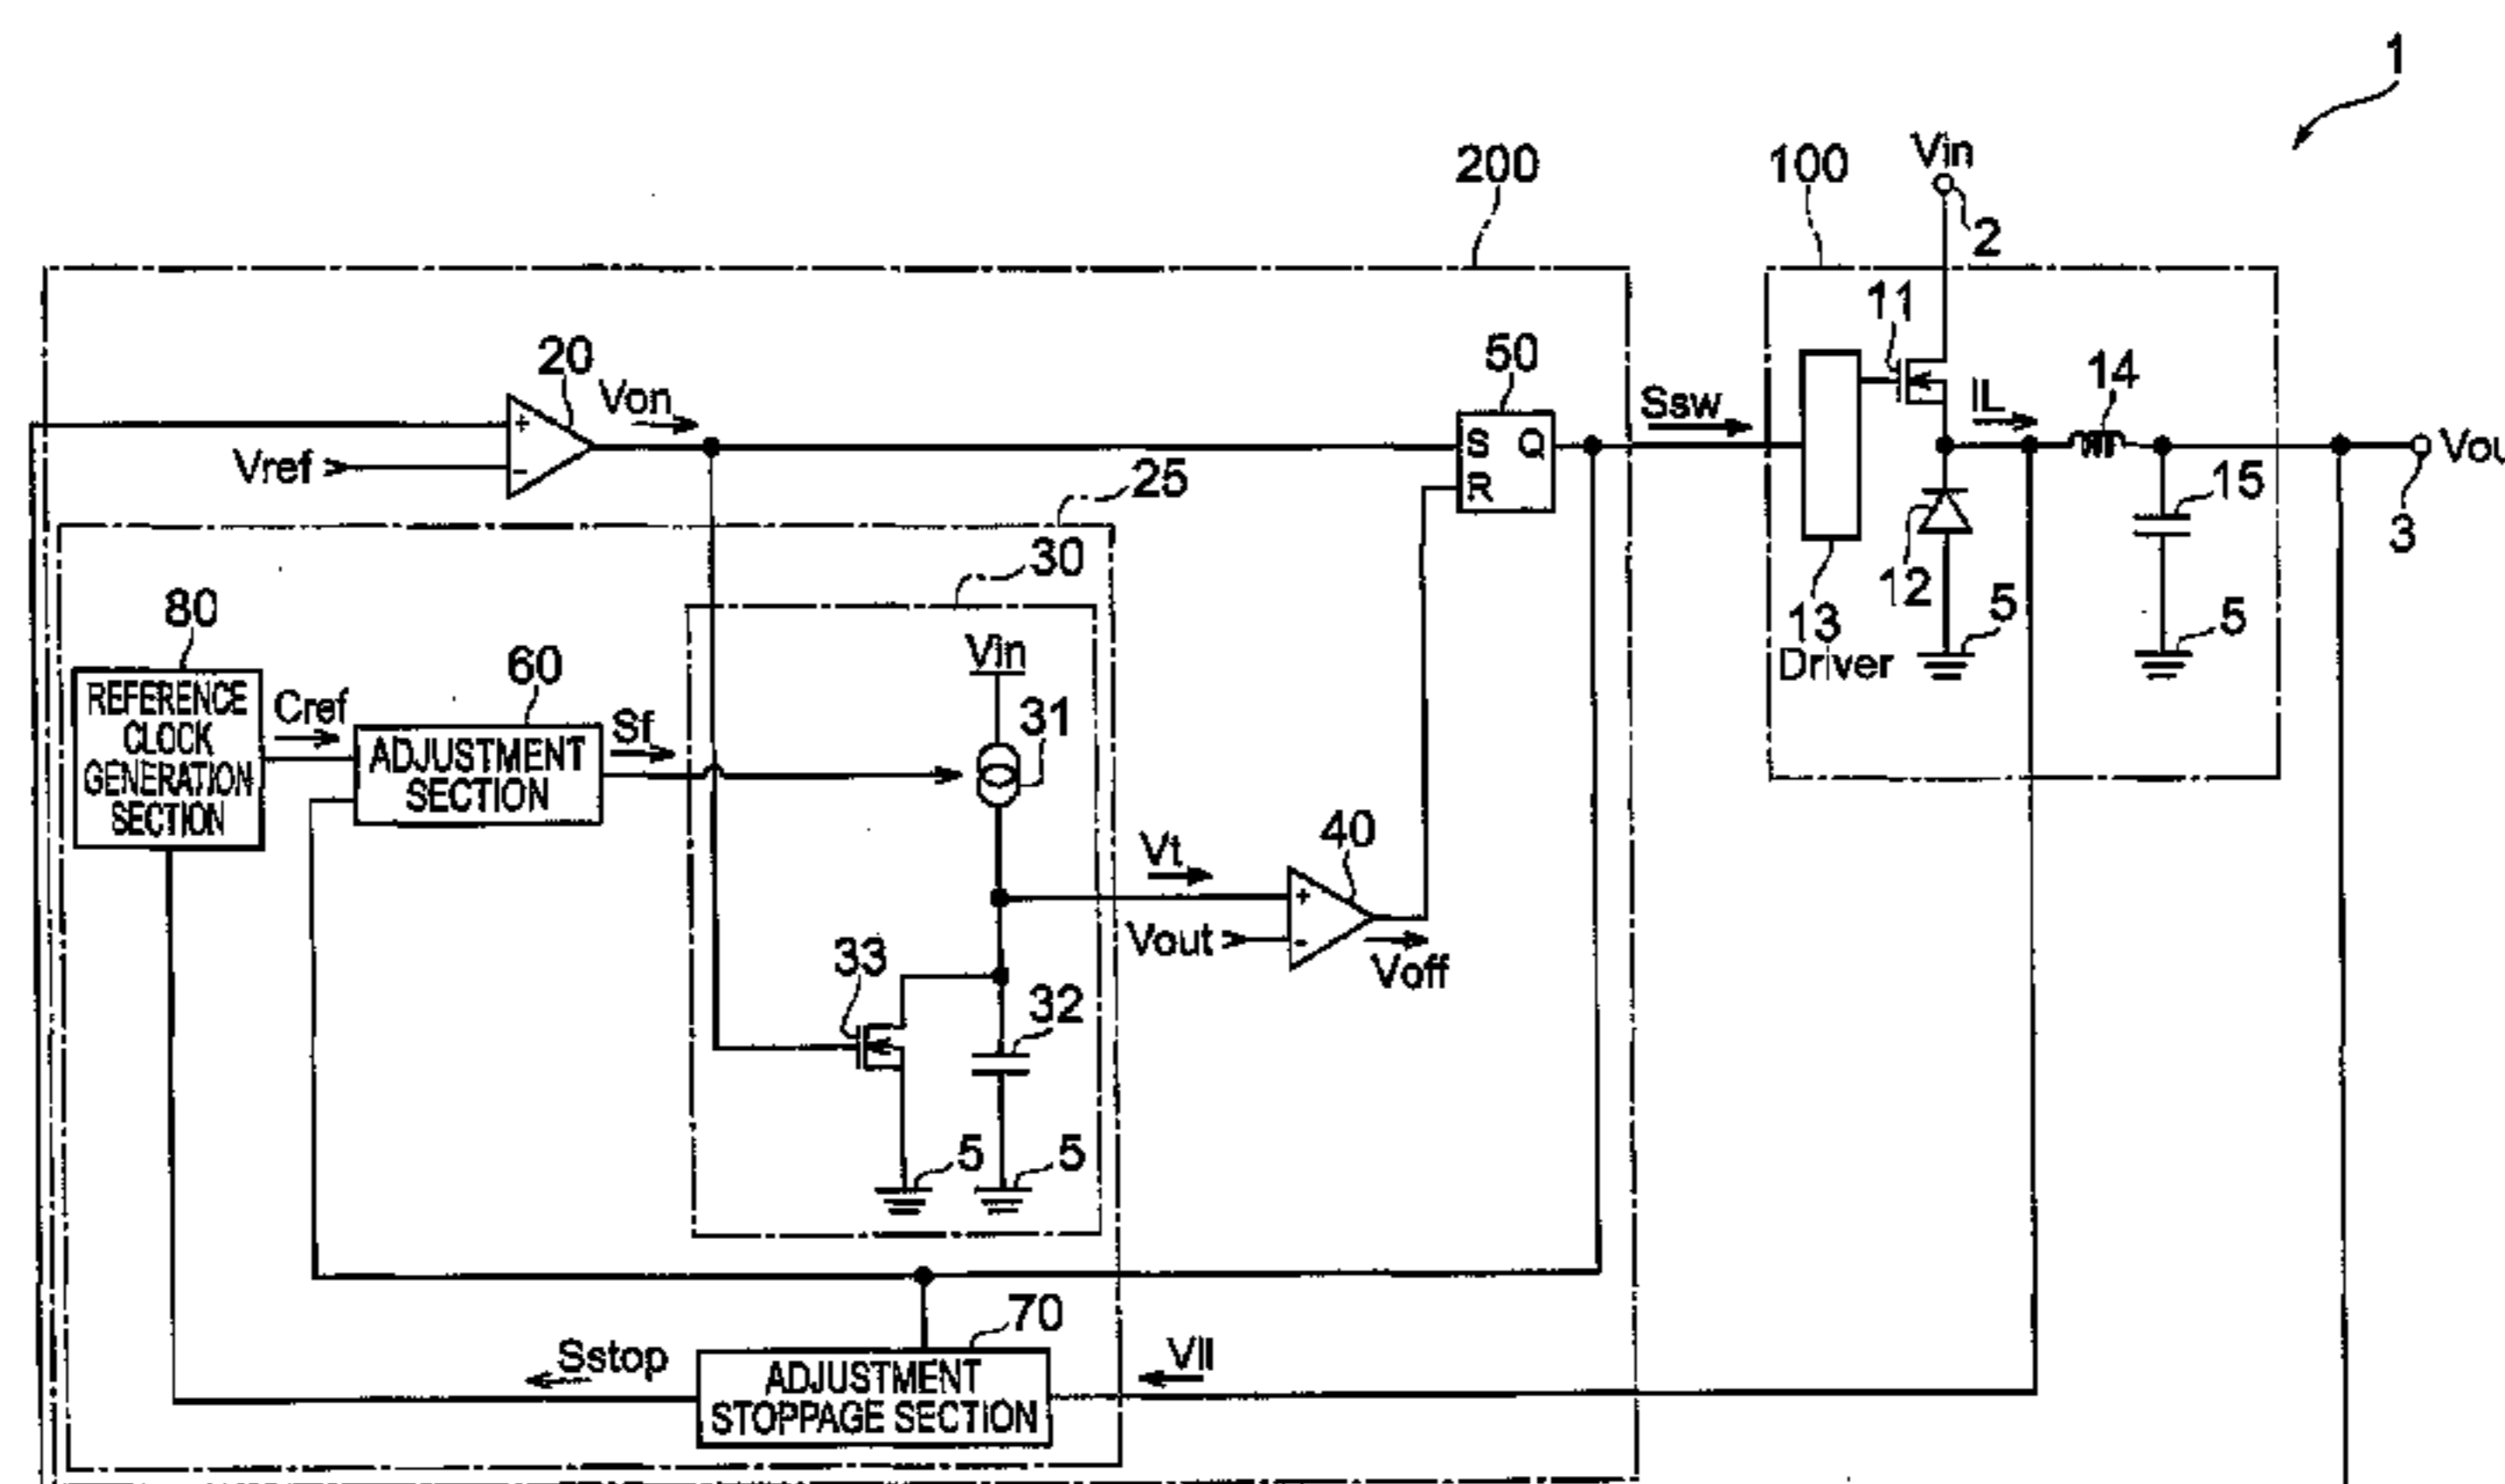 1
Vin
200
100
2
11
20
Von
50
Ssw
IL
14
+
S Q
Vou
Vref
-
R
25
15
3
30
12
5
5
13
Driver
80
Vin
REFERENCE
CLOCK
GENERATION
SECTION
Cref
60
Sf
31
ADJUSTMENT
SECTION
Vt
40
+
Vout
-
Voff
33
32
5
5
70
Sstop
Vll
ADJUSTMENT
STOPPAGE SECTION